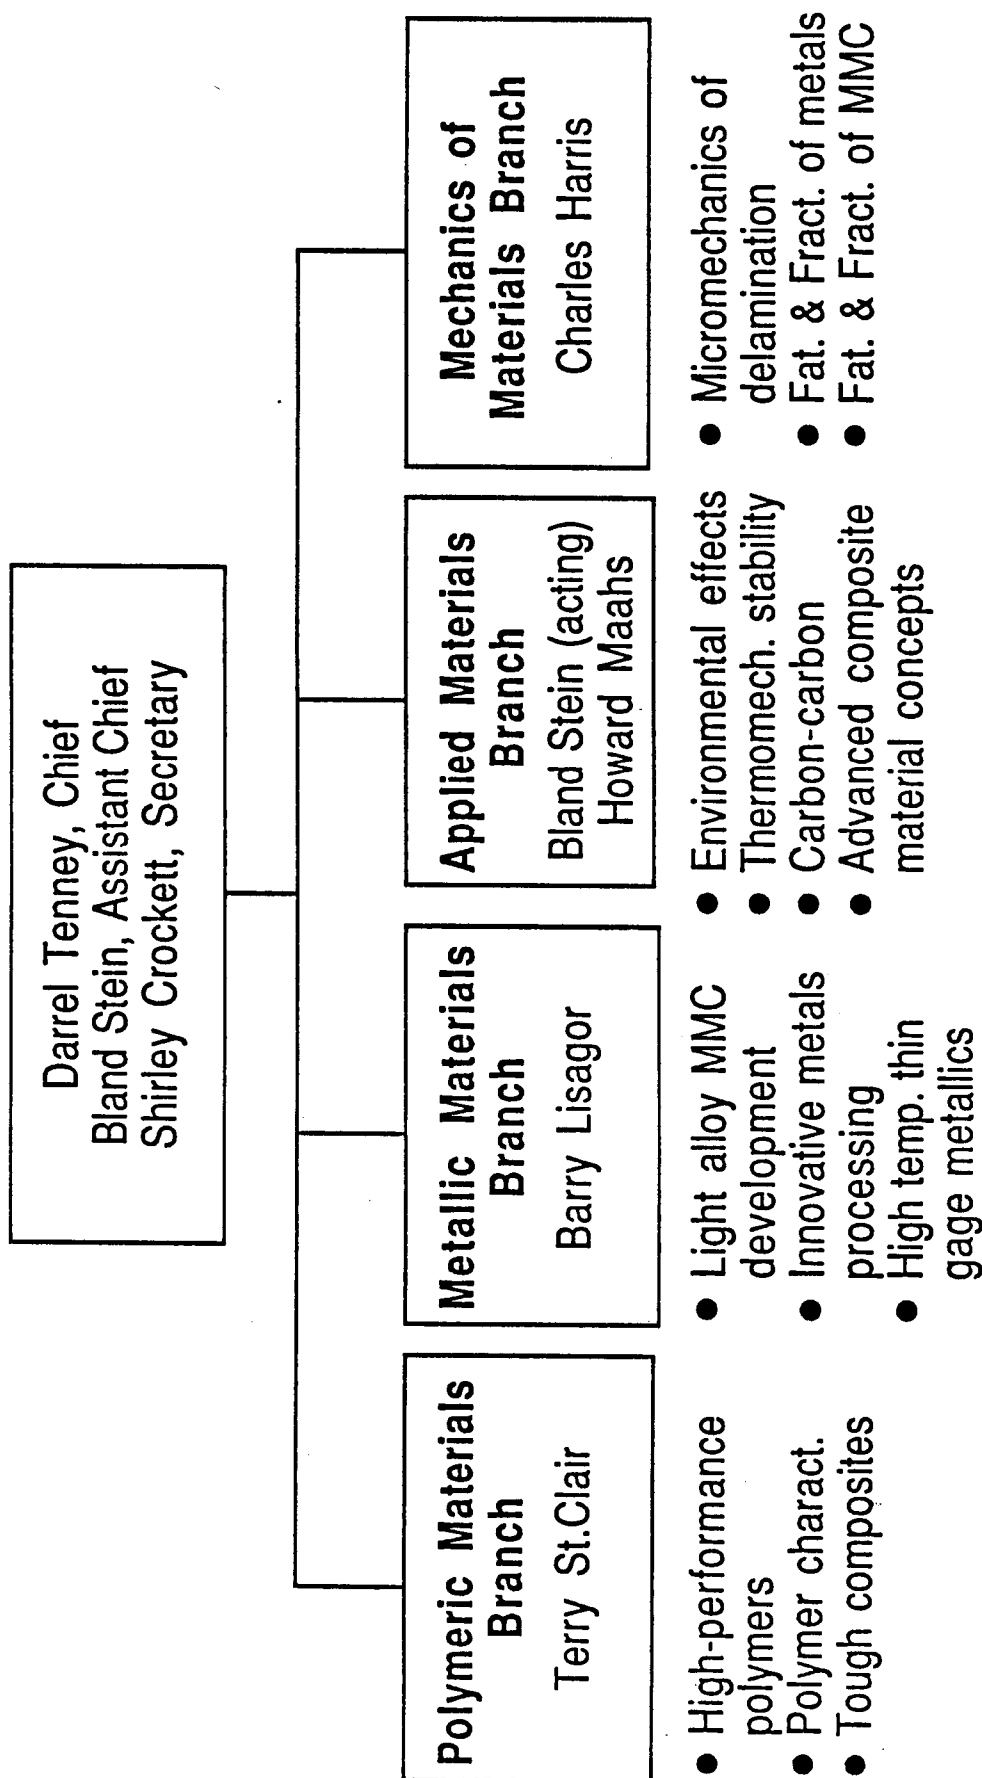 Darrel Tenney, Chief
Bland Stein, Assistant Chief
Shirley Crockett, Secretary
Polymeric Materials
Branch
Terry St.Clair
● High-performance
polymers
● Polymer charact.
● Tough composites
Metallic Materials
Branch
Barry Lisagor
● Light alloy MMC
development
● Innovative metals
processing
● High temp. thin
gage metallics
Applied Materials
Branch
Bland Stein (acting)
Howard Maahs
● Environmental effects
● Thermomech. stability
● Carbon-carbon
● Advanced composite
material concepts
Mechanics of
Materials Branch
Charles Harris
● Micromechanics of
delamination
● Fat. & Fract. of metals
● Fat. & Fract. of MMC